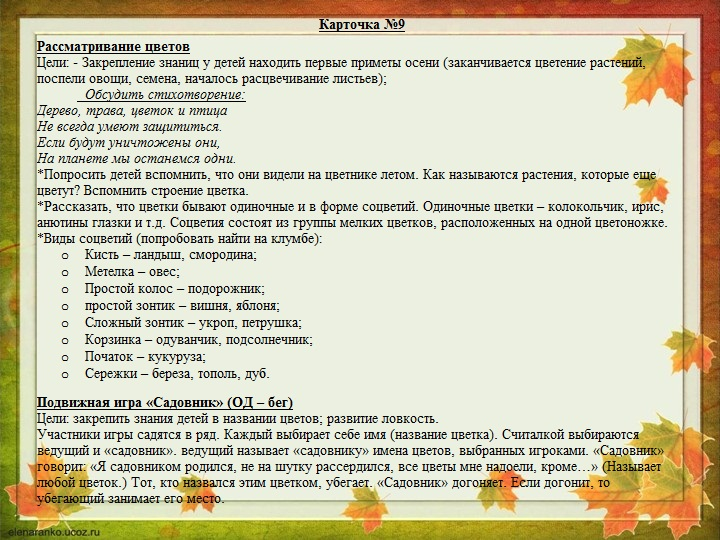 Карточка №9
Рассматривание цветов
Цели: - Закрепление знаниц у детей находить первые приметы осени (заканчивается цветение растений,
поспели овощи, семена, началось расцвечивание листьев);
Обсудить стихотворение:
Дерево, трава, цветок и птица
Не всегда умеют защититься.
Если будут уничтожены они,
На планете мы останемся одни.
*Попросить детей вспомнить, что они видели на цветнике летом. Как называются растения, которые еще
цветут? Вспомнить строение цветка.
*Рассказать, что цветки бывают одиночные и в форме соцветий. Одиночные цветки – колокольчик, ирис,
анютины глазки и т.д. Соцветия состоят из группы мелких цветков, расположенных на одной цветоножке.
*Виды соцветий (попробовать найти на клумбе):
o Кисть – ландыш, смородина;
o Метелка – овес;
o Простой колос – подорожник;
o простой зонтик – вишня, яблоня;
o Сложный зонтик – укроп, петрушка;
o Корзинка – одуванчик, подсолнечник;
o Початок – кукуруза;
o Сережки – береза, тополь, дуб.
Подвижная игра «Садовник» (ОД – бег)
Цели: закрепить знания детей в названии цветов; развитие ловкость.
Участники игры садятся в ряд. Каждый выбирает себе имя (название цветка). Считалкой выбираются
ведущий и «садовник». ведущий называет «садовнику» имена цветов, выбранных игроками. «Садовник»
говорит: «Я садовником родился, не на шутку рассердился, все цветы мне надоели, кроме…» (Называет
любой цветок.) Тот, кто назвался этим цветком, убегает. «Садовник» догоняет. Если догонит, то
убегающий занимает его место.
elenaranko.ucoz.ru